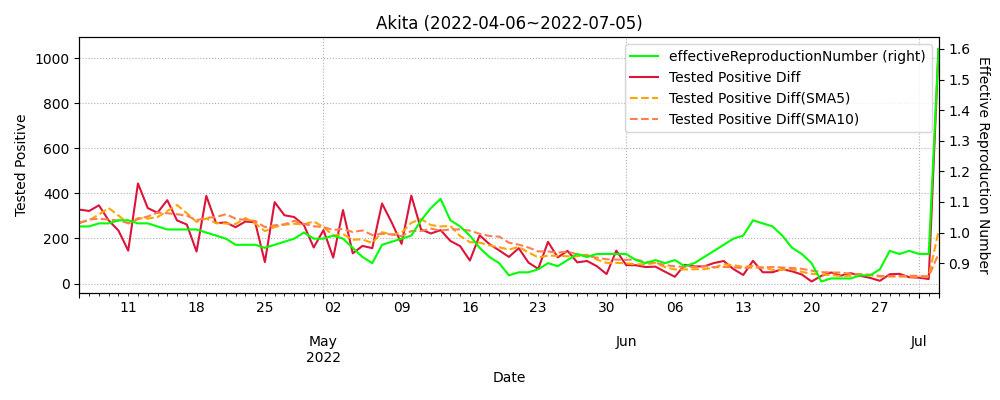 Akita (2022-04-06~2022-07-05)
effectiveReproductionNumber (right)
Tested Positive Diff
Tested Positive Diff(SMA5)
Tested Positive Diff(SMA10)
Tested Positive
1000
800
600
400
200
0
Effective Reproduction Number
1.6
1.5
1.4
1.3
1.2
1.1
1.0
0.9
11 18 25 02 09 16 23 30 06 13 20 27
May Jun Jul
2022
Date